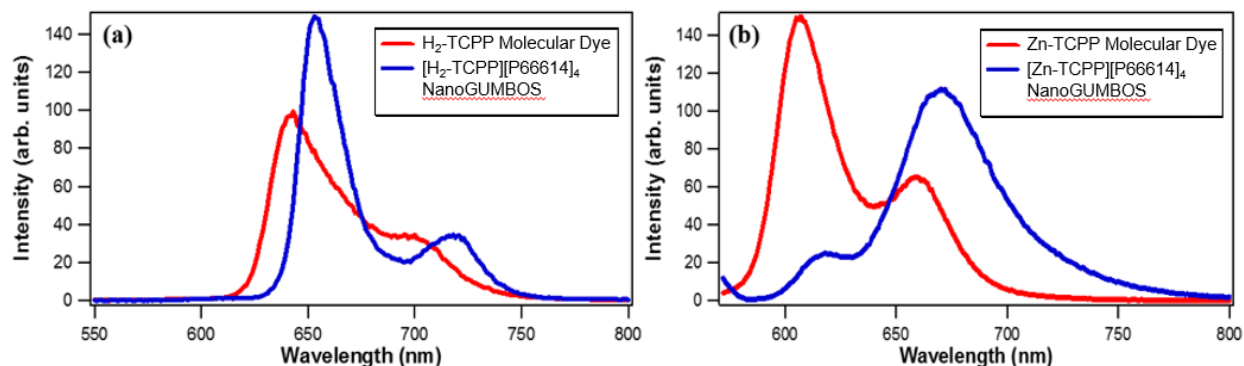 (a)
H₂-TCPP Molecular Dye
[H₂-TCPP][P66614]₄
NanoGUMBOS
Intensity (arb. units)
140
120
100
80
60
40
20
0
550
600
650
700
750
800
Wavelength (nm)
(b)
Zn-TCPP Molecular Dye
[Zn-TCPP][P66614]₄
NanoGUMBOS
Intensity (arb. units)
140
120
100
80
60
40
20
0
600
650
700
750
800
Wavelength (nm)